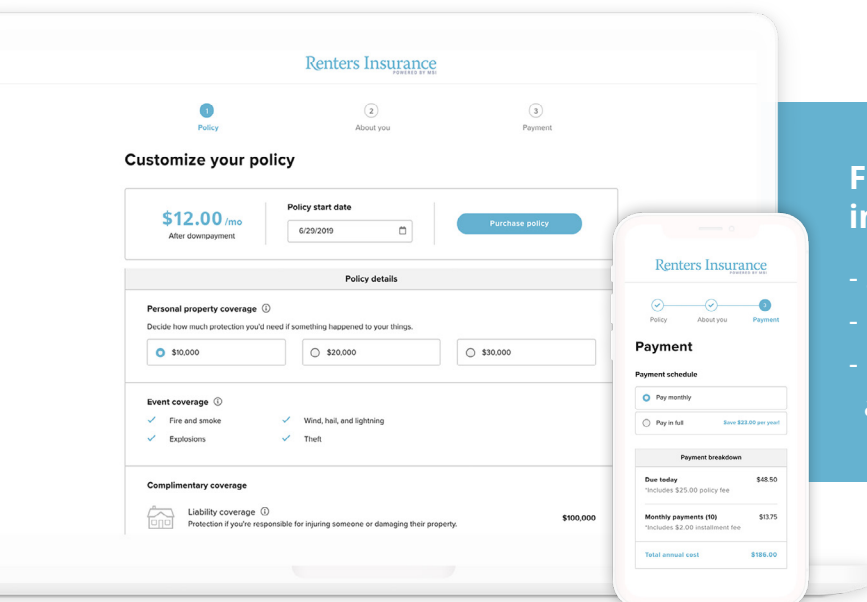 Renters Insurance
POWERED BY MSI
1
2
3
Policy
About you
Payment
Customize your policy
$12.00 /mo
After downpayment
Policy start date
6/29/2019
Purchase policy
Policy details
Personal property coverage
Decide how much protection you'd need if something happened to your things.
$10,000
$20,000
$30,000
Event coverage
Fire and smoke
Wind, hail, and lightning
Explosions
Theft
Complimentary coverage
Liability coverage
Protection if you're responsible for injuring someone or damaging their property.
$100,000
Renters Insurance
POWERED BY MSI
3
Policy
About you
Payment
Payment
Payment schedule
Pay monthly
Pay in full
Save $23.00 per year!
Payment breakdown
Due today
$48.50
*Includes $25.00 policy fee
Monthly payments (10)
$13.75
*Includes $2.00 installment fee
Total annual cost
$186.00
-
-
-